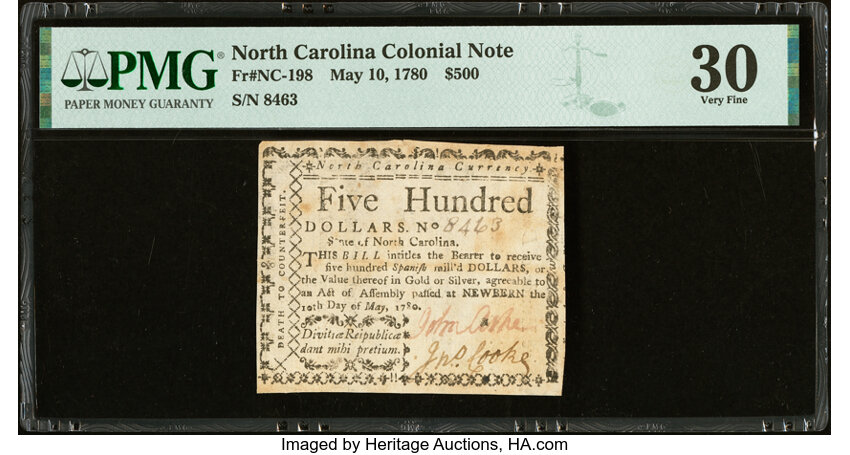 PMG®
PAPER MONEY GUARANTY
North Carolina Colonial Note
Fr#NC-198 May 10, 1780 $500
S/N 8463
30
Very Fine
North Carolina Currency
Five Hundred
DOLLARS. No 8463
State of North Carolina.
THIS BILL intitles the Bearer to receive
five hundred Spanish mill'd DOLLARS, or
the Value thereof in Gold or Silver, agreeable to
an Act of Assembly passed at NEWBERN the
10th Day of May, 1780.
DEATH TO COUNTERFEIT.
Divitiæ Reipublicæ
dant mihi pretium.
John
Jno Cooke
Imaged by Heritage Auctions, HA.com